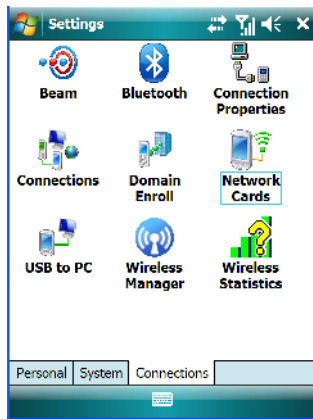 Settings
Beam
Bluetooth
Connection
Properties
Connections
Domain
Enroll
Network
Cards
USB to PC
Wireless
Manager
Wireless
Statistics
Personal System Connections